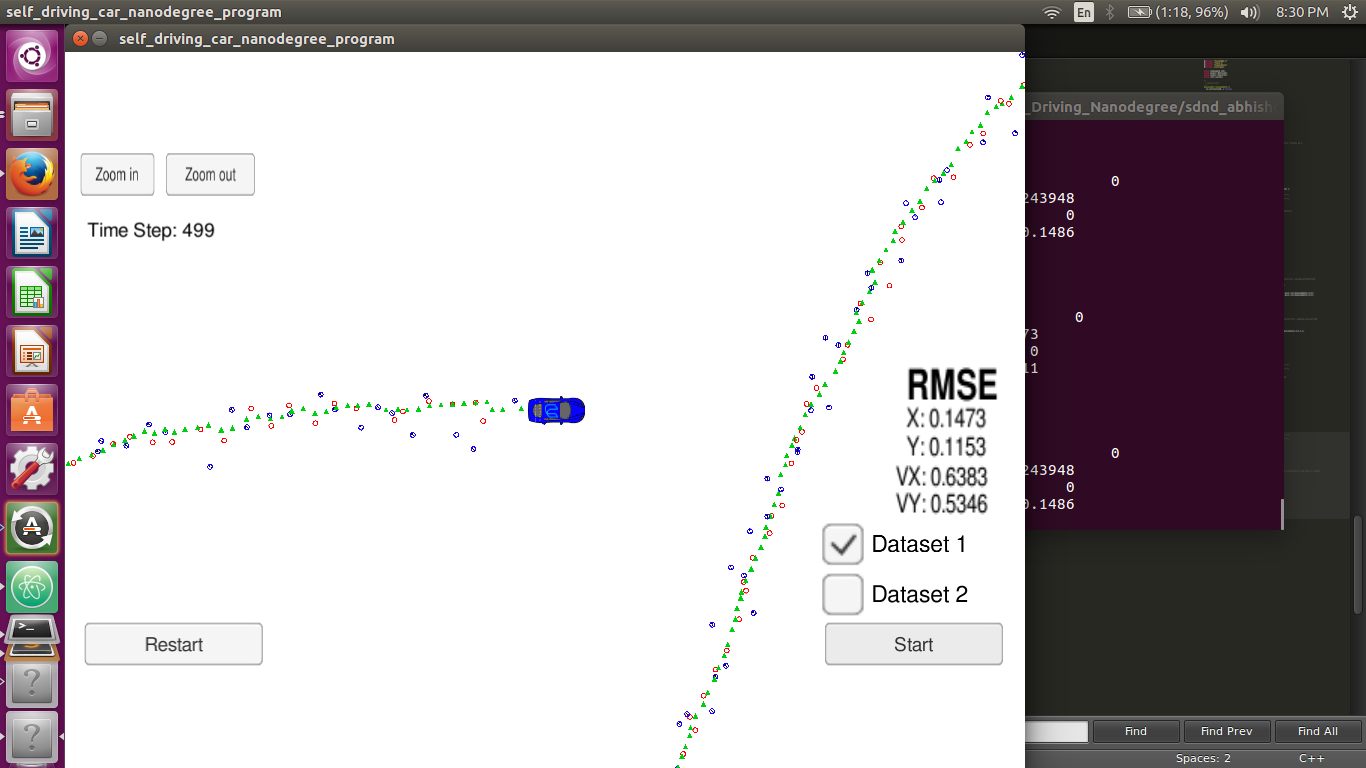 self_driving_car_nanodegree_program
En
(1:18, 96%)
8:30 PM
self_driving_car_nanodegree_program
_Driving_Nanodegree/sdnd_abhish
Zoom in
Zoom out
Time Step: 499
0
243948
0
0.1486
0
73
0
11
RMSE
X: 0.1473
Y: 0.1153
VX: 0.6383
VY: 0.5346
0
243948
0
0.1486
Dataset 1
Dataset 2
Restart
Start
Find
Find Prev
Find All
Spaces: 2
C++